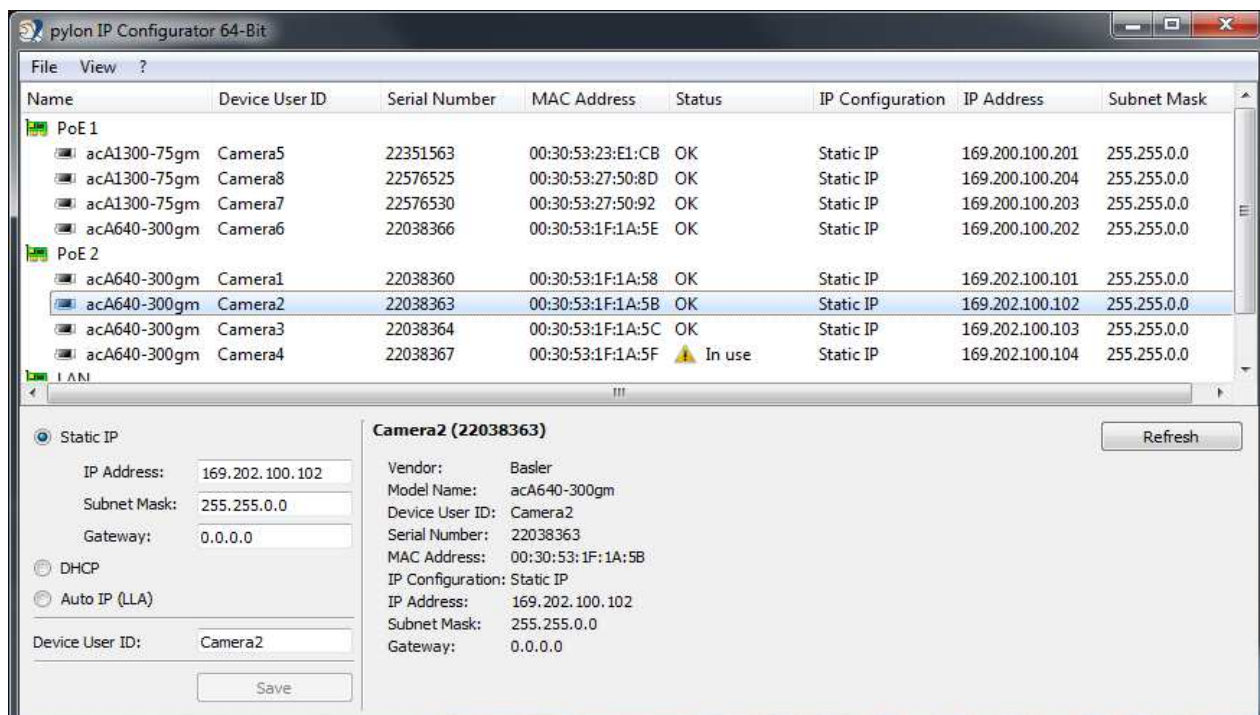 pylon IP Configurator 64-Bit
File View ?
Name Device User ID Serial Number MAC Address Status IP Configuration IP Address Subnet Mask
PoE 1
acA1300-75gm Camera5 22351563 00:30:53:23:E1:CB OK Static IP 169.200.100.201 255.255.0.0
acA1300-75gm Camera8 22576525 00:30:53:27:50:8D OK Static IP 169.200.100.204 255.255.0.0
acA1300-75gm Camera7 22576530 00:30:53:27:50:92 OK Static IP 169.200.100.203 255.255.0.0
acA640-300gm Camera6 22038366 00:30:53:1F:1A:5E OK Static IP 169.200.100.202 255.255.0.0
PoE 2
acA640-300gm Camera1 22038360 00:30:53:1F:1A:58 OK Static IP 169.202.100.101 255.255.0.0
acA640-300gm Camera2 22038363 00:30:53:1F:1A:5B OK Static IP 169.202.100.102 255.255.0.0
acA640-300gm Camera3 22038364 00:30:53:1F:1A:5C OK Static IP 169.202.100.103 255.255.0.0
acA640-300gm Camera4 22038367 00:30:53:1F:1A:5F In use Static IP 169.202.100.104 255.255.0.0
LAN
Static IP
IP Address: 169.202.100.102
Subnet Mask: 255.255.0.0
Gateway: 0.0.0.0
DHCP
Auto IP (LLA)
Device User ID: Camera2
Save
Camera2 (22038363)
Vendor: Basler
Model Name: acA640-300gm
Device User ID: Camera2
Serial Number: 22038363
MAC Address: 00:30:53:1F:1A:5B
IP Configuration: Static IP
IP Address: 169.202.100.102
Subnet Mask: 255.255.0.0
Gateway: 0.0.0.0
Refresh